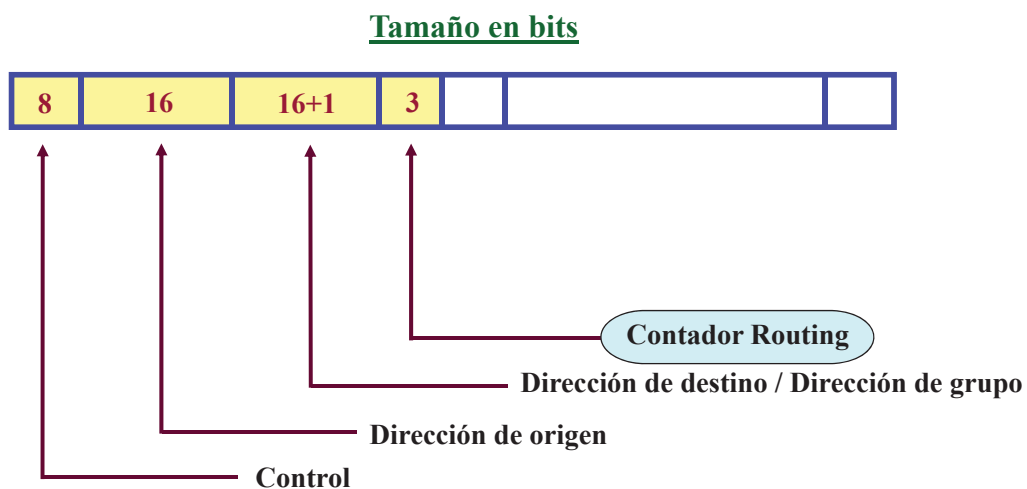 Tamaño en bits
8 16 16+1 3
Contador Routing
Dirección de destino / Dirección de grupo
Dirección de origen
Control